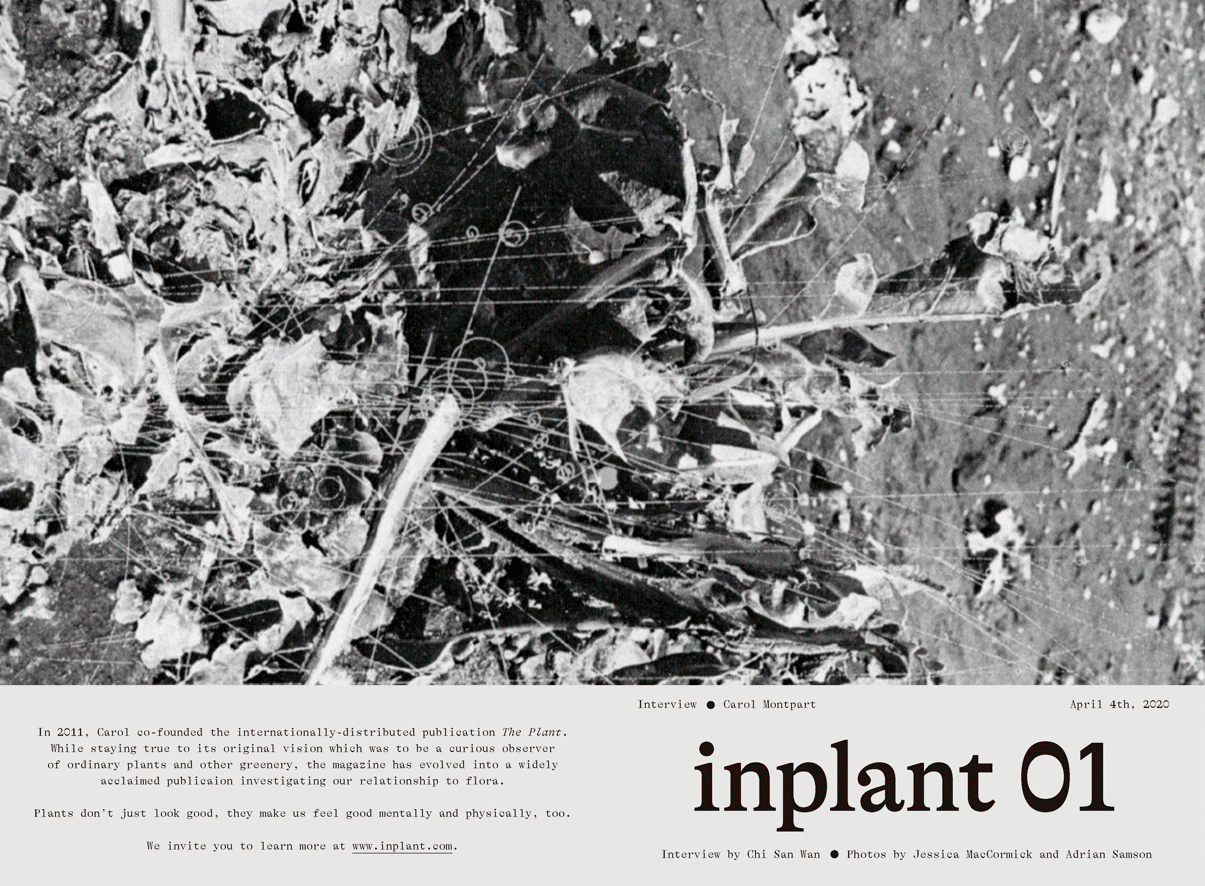 Interview ● Carol Montpart
April 4th, 2020
In 2011, Carol co-founded the internationally-distributed publication The Plant.
While staying true to its original vision which was to be a curious observer
of ordinary plants and other greenery, the magazine has evolved into a widely
acclaimed publicaion investigating our relationship to flora.
Plants don't just look good, they make us feel good mentally and physically, too.
We invite you to learn more at www.inplant.com.
inplant 01
Interview by Chi San Wan ● Photos by Jessica MacCormick and Adrian Samson